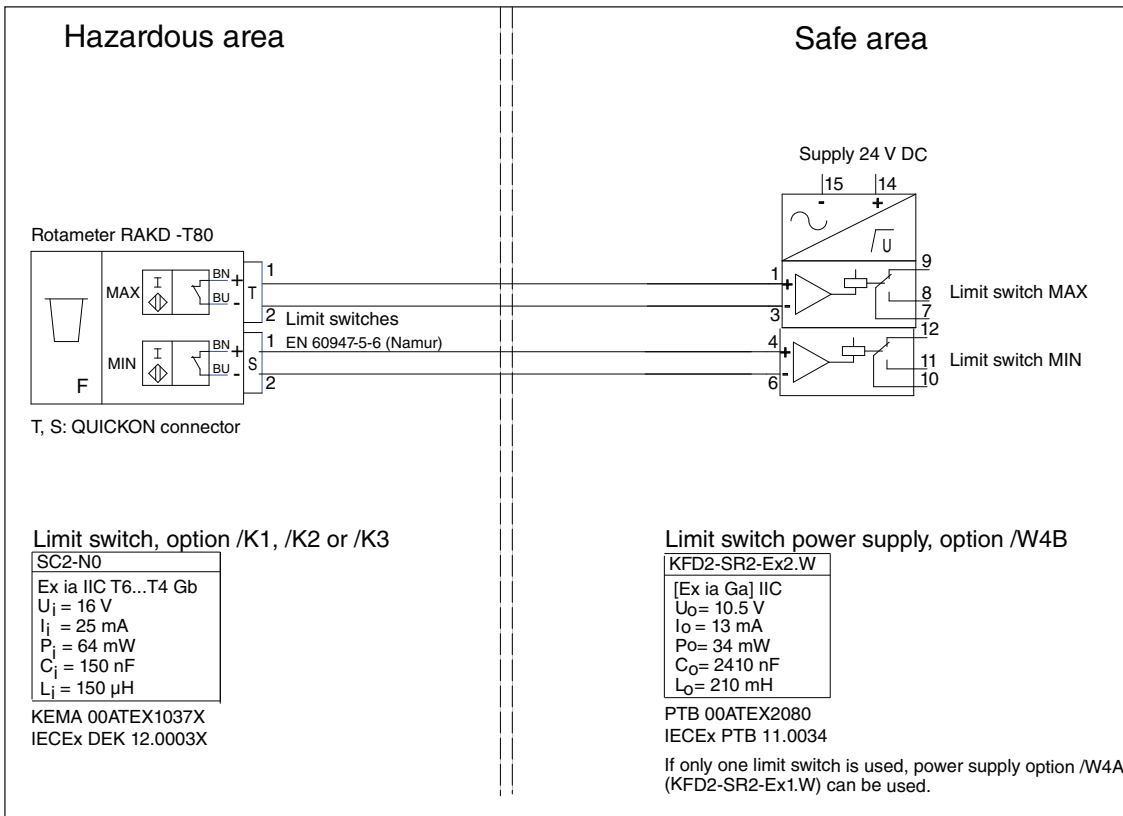 Hazardous area
Safe area
Supply 24 V DC
15 14
- +
U
Rotameter RAKD -T80
MAX I BN + BU - T 1 2
MIN I BN + BU - S 1 2
F
Limit switches
EN 60947-5-6 (Namur)
T, S: QUICKON connector
1 + 3 - 9 8 7 Limit switch MAX
4 + 6 - 12 11 10 Limit switch MIN
Limit switch, option /K1, /K2 or /K3
SC2-N0
Ex ia IIC T6...T4 Gb
Ui = 16 V
Ii = 25 mA
Pi = 64 mW
Ci = 150 nF
Li = 150 µH
KEMA 00ATEX1037X
IECEx DEK 12.0003X
Limit switch power supply, option /W4B
KFD2-SR2-Ex2.W
[Ex ia Ga] IIC
Uo= 10.5 V
Io = 13 mA
Po= 34 mW
Co= 2410 nF
Lo= 210 mH
PTB 00ATEX2080
IECEx PTB 11.0034
If only one limit switch is used, power supply option /W4A
(KFD2-SR2-Ex1.W) can be used.